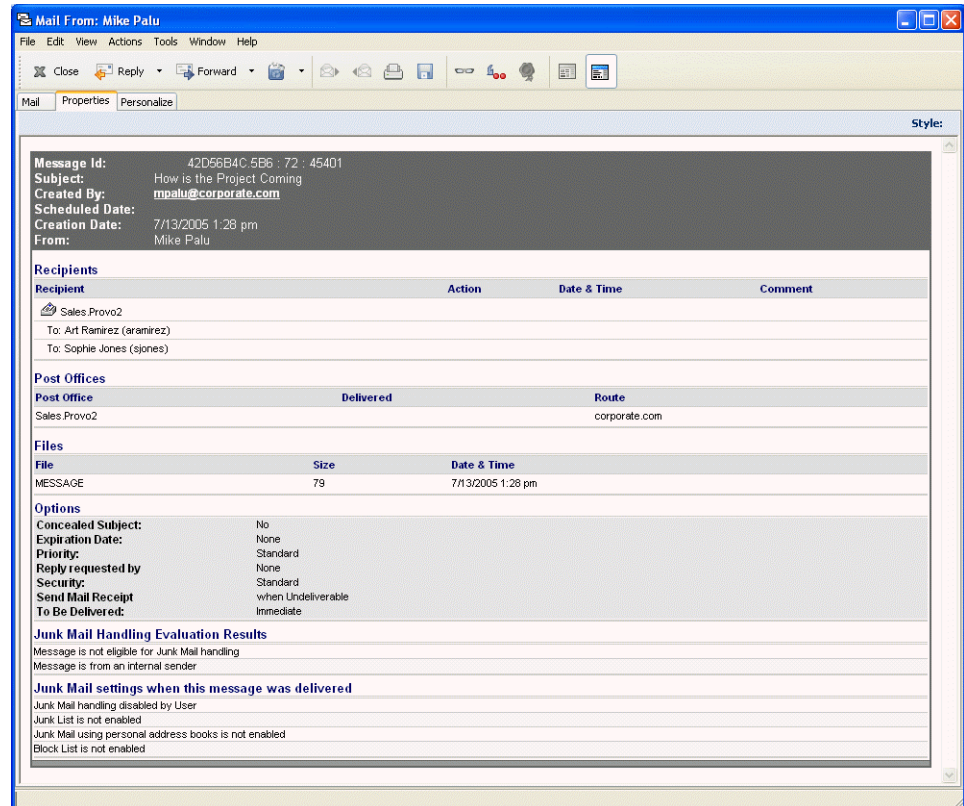 Mail From: Mike Palu
File Edit View Actions Tools Window Help
Close Reply Forward
Mail Properties Personalize
Style:
Message Id: 42D56B4C.5B6 : 72 : 45401
Subject: How is the Project Coming
Created By: mpalu@corporate.com
Scheduled Date:
Creation Date: 7/13/2005 1:28 pm
From: Mike Palu
Recipients
Recipient Action Date & Time Comment
Sales.Provo2
To: Art Ramirez (aramirez)
To: Sophie Jones (sjones)
Post Offices
Post Office Delivered Route
Sales.Provo2 corporate.com
Files
File Size Date & Time
MESSAGE 79 7/13/2005 1:28 pm
Options
Concealed Subject: No
Expiration Date: None
Priority: Standard
Reply requested by None
Security: Standard
Send Mail Receipt when Undeliverable
To Be Delivered: Immediate
Junk Mail Handling Evaluation Results
Message is not eligible for Junk Mail handling
Message is from an internal sender
Junk Mail settings when this message was delivered
Junk Mail handling disabled by User
Junk List is not enabled
Junk Mail using personal address books is not enabled
Block List is not enabled